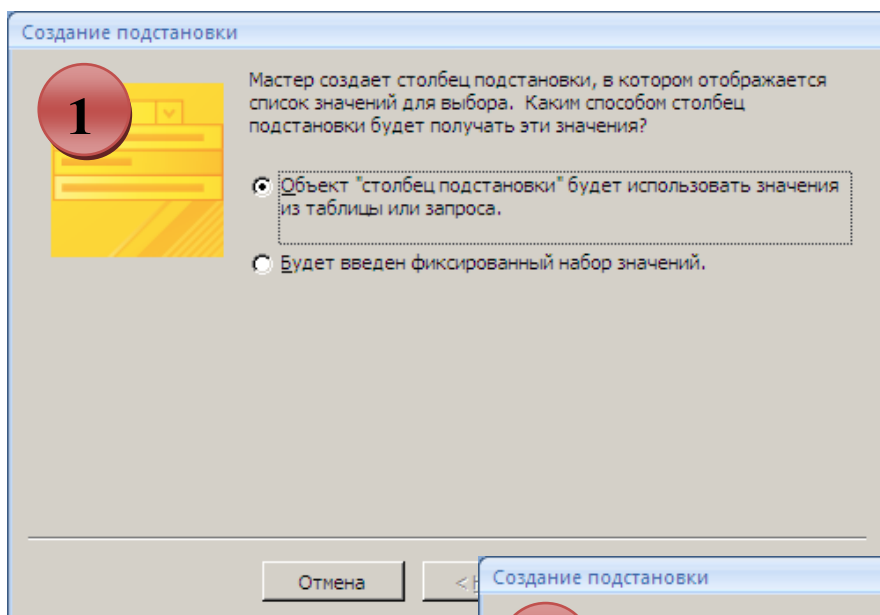 Создание подстановки
1
Мастер создает столбец подстановки, в котором отображается
список значений для выбора. Каким способом столбец
подстановки будет получать эти значения?
Объект "столбец подстановки" будет использовать значения
из таблицы или запроса.
Будет введен фиксированный набор значений.
Отмена
<
Создание подстановки